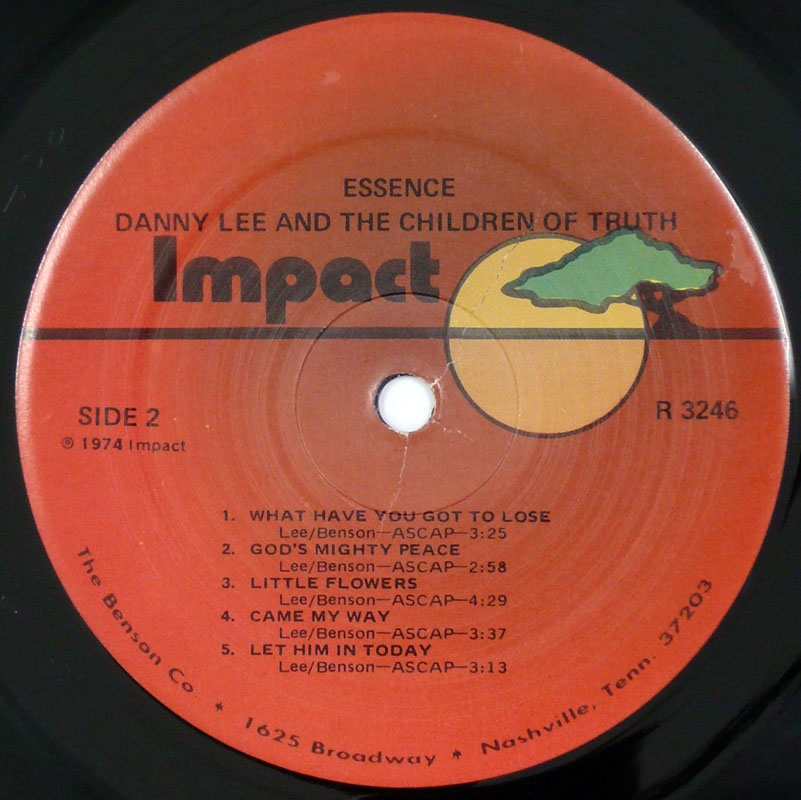 ESSENCE
DANNY LEE AND THE CHILDREN OF TRUTH
Impact
SIDE 2
R 3246
℗ 1974 Impact
1. WHAT HAVE YOU GOT TO LOSE
Lee/Benson—ASCAP—3:25
2. GOD'S MIGHTY PEACE
Lee/Benson—ASCAP—2:58
3. LITTLE FLOWERS
Lee/Benson—ASCAP—4:29
4. CAME MY WAY
Lee/Benson—ASCAP—3:37
5. LET HIM IN TODAY
Lee/Benson—ASCAP—3:13
The Benson Co * 1625 Broadway * Nashville, Tenn. 37203